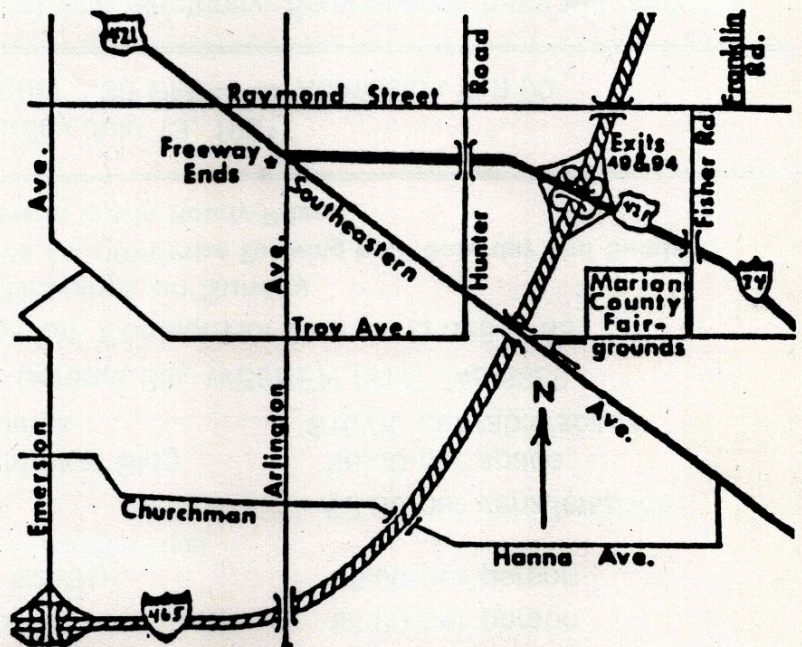 421
Road
Franklin
Rd.
Raymond Street
Fisher Rd.
Exits
49&94
Freeway
Ends
Southeastern
Ave.
Ave.
Hunter
421
74
Marion
County
Fair-
grounds
Troy Ave.
N
Ave.
Arlington
Emerson
Churchman
Hanna Ave.
465